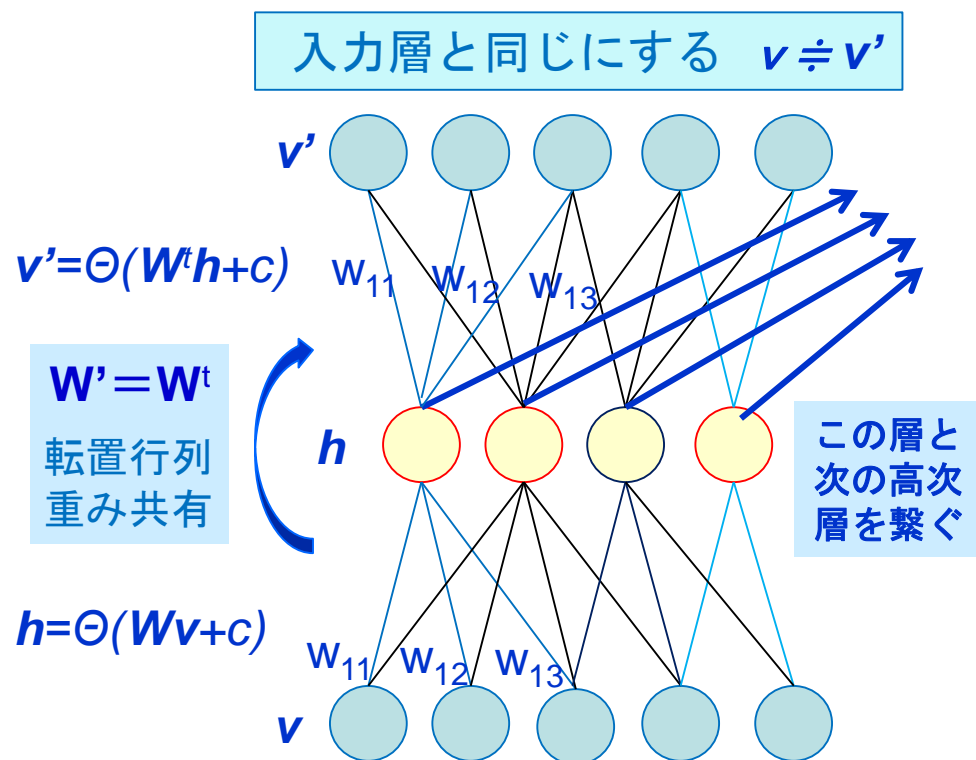 入力層と同じにする v≒v’
v’
v’=Θ(Wᵗh+c)
w₁₁ w₁₂ w₁₃
W’＝Wᵗ
転置行列
重み共有
h
この層と
次の高次
層を繋ぐ
h=Θ(Wv+c)
w₁₁ w₁₂ w₁₃
v